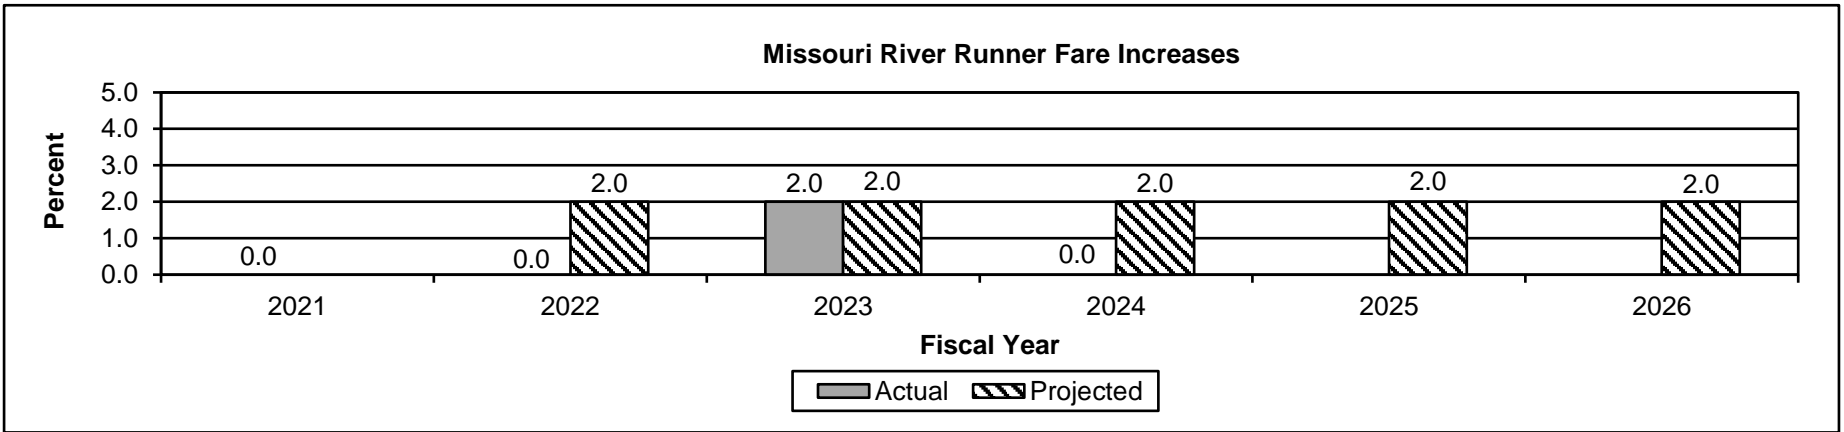 Missouri River Runner Fare Increases
Percent
5.0
4.0
3.0
2.0
1.0
0.0
0.0
0.0 2.0
2.0 2.0
0.0 2.0
2.0
2.0
2021 2022 2023 2024 2025 2026
Fiscal Year
Actual Projected